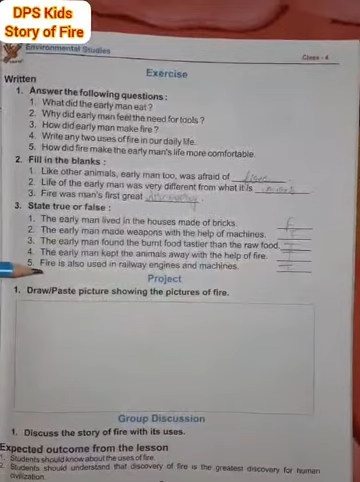 DPS Kids
Story of Fire
Environmental Studies
Class - 4
Exercise
Written
1. Answer the following questions :
1. What did the early man eat ?
2. Why did early man feel the need for tools ?
3. How did early man make fire ?
4. Write any two uses of fire in our daily life.
5. How did fire make the early man's life more comfortable.
2. Fill in the blanks :
1. Like other animals, early man too, was afraid of
2. Life of the early man was very different from what it is
3. Fire was man's first great discovery.
3. State true or false :
1. The early man lived in the houses made of bricks. F
2. The early man made weapons with the help of machines.
3. The early man found the burnt food tastier than the raw food.
4. The early man kept the animals away with the help of fire.
5. Fire is also used in railway engines and machines.
Project
1. Draw/Paste picture showing the pictures of fire.
Group Discussion
1. Discuss the story of fire with its uses.
Expected outcome from the lesson
1. Students should know about the uses of fire
2. Students should understand that discovery of fire is the greatest discovery for human
civilization.